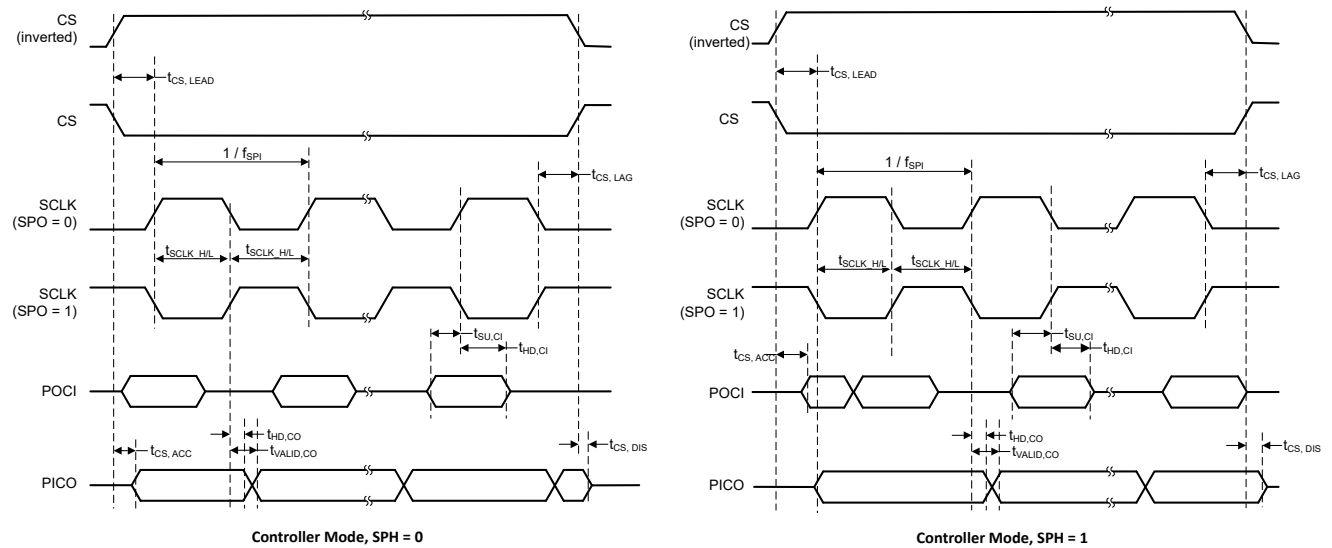 CS
(inverted)
tCS, LEAD
CS
1 / fSPI
tCS, LAG
SCLK
(SPO = 0)
tSCLK_H/L
tSCLK_H/L
SCLK
(SPO = 1)
tSU,CI
tHD,CI
POCI
tHD,CO
tCS, ACC
tVALID,CO
tCS, DIS
PICO
Controller Mode, SPH = 0
CS
(inverted)
tCS, LEAD
CS
1 / fSPI
tCS, LAG
SCLK
(SPO = 0)
tSCLK_H/L
tSCLK_H/L
SCLK
(SPO = 1)
tSU,CI
tCS, ACC
tHD,CI
POCI
tHD,CO
tVALID,CO
tCS, DIS
PICO
Controller Mode, SPH = 1